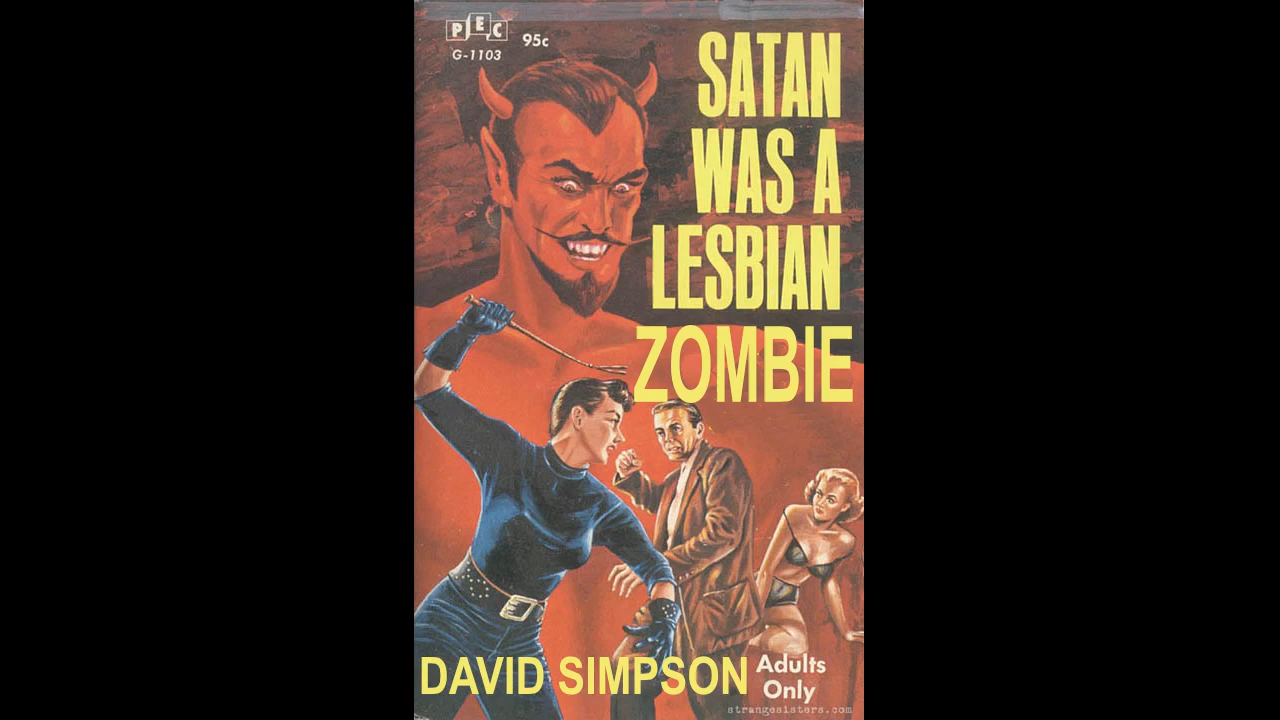 PEC
95c
G-1103
SATAN
WAS A
LESBIAN
ZOMBIE
DAVID SIMPSON
Adults
Only
strangesisters.com